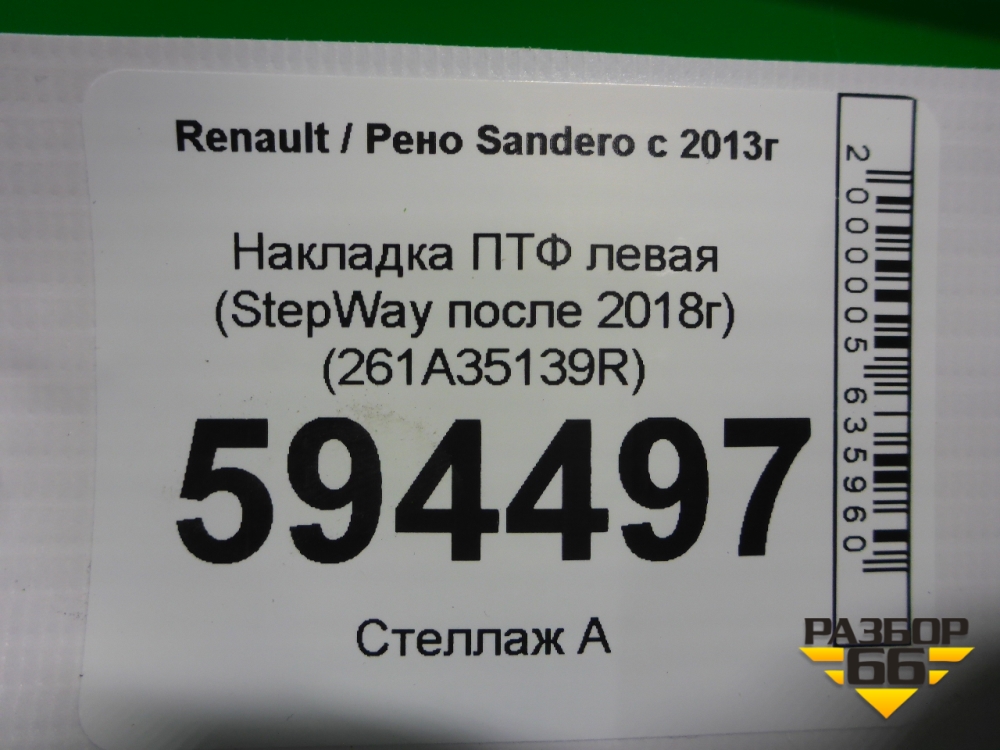 Renault / Рено Sandero с 2013г
Накладка ПТФ левая
(StepWay после 2018г)
(261A35139R)
594497
Стеллаж А
2000005635960
РАЗБОР
66